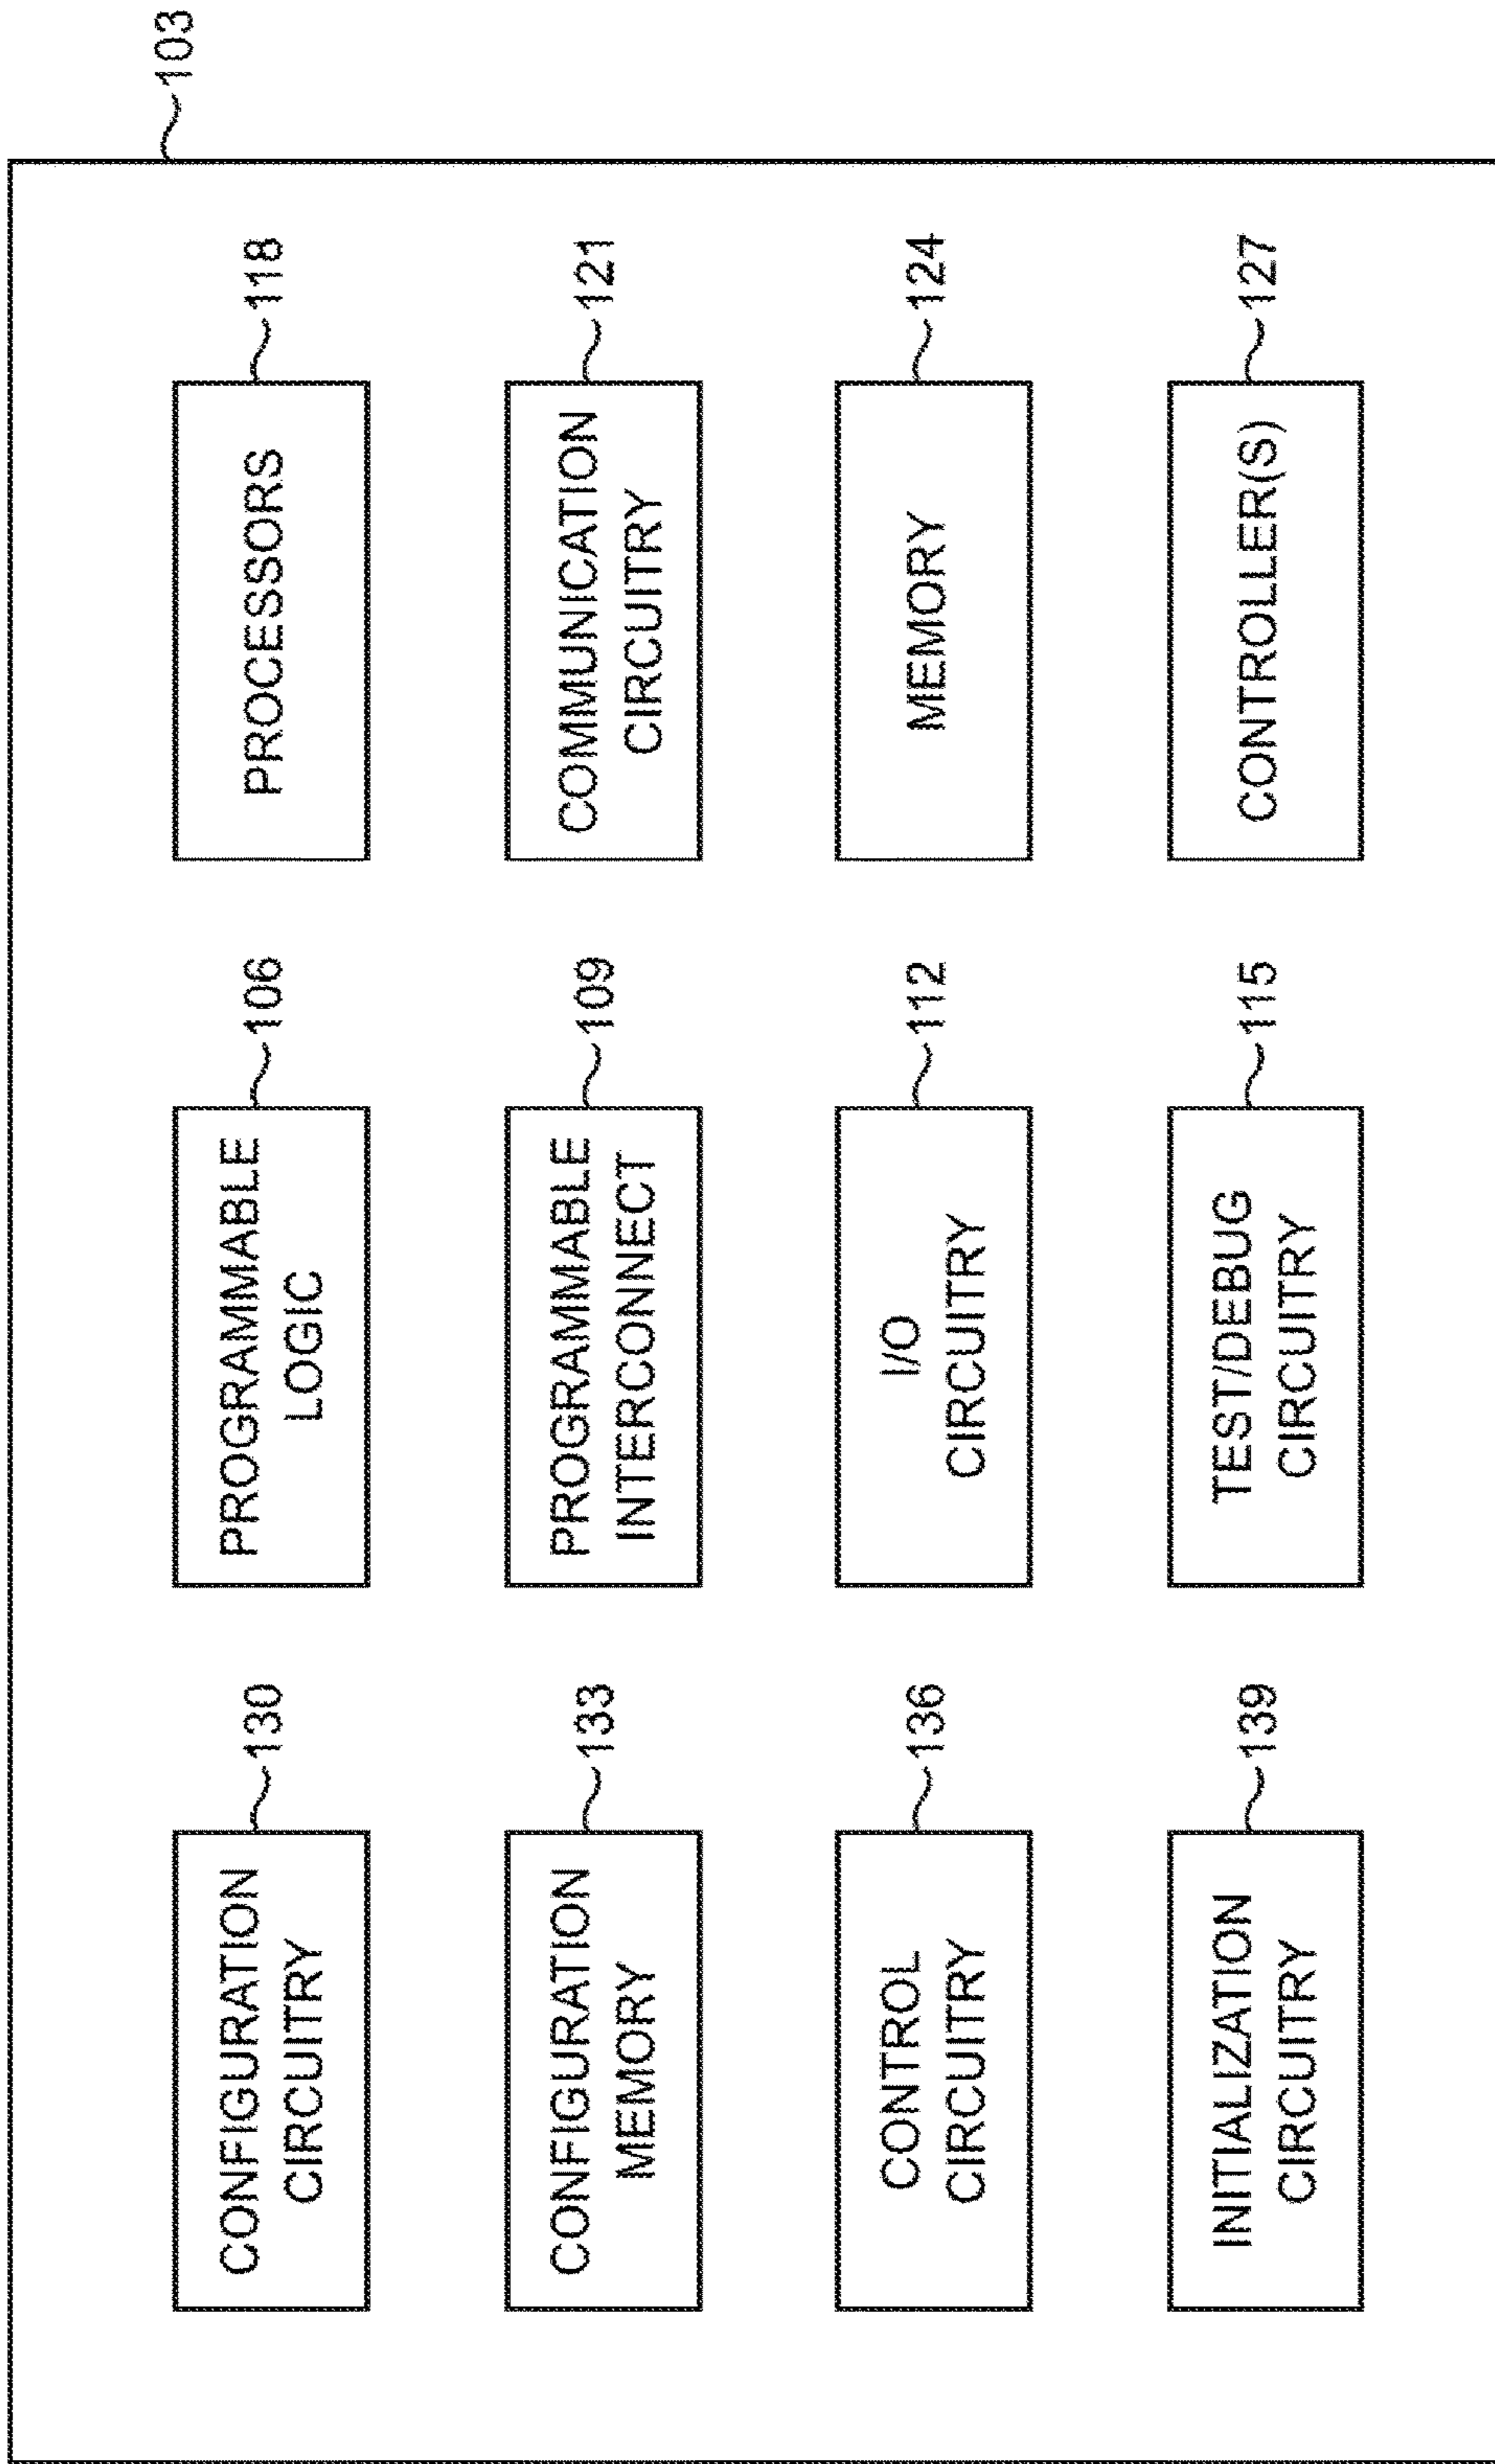 103
CONFIGURATION
CIRCUITRY
130
PROGRAMMABLE
LOGIC
106
PROCESSORS
118
CONFIGURATION
MEMORY
133
PROGRAMMABLE
INTERCONNECT
109
COMMUNICATION
CIRCUITRY
121
CONTROL
CIRCUITRY
136
I/O
CIRCUITRY
112
MEMORY
124
INITIALIZATION
CIRCUITRY
139
TEST/DEBUG
CIRCUITRY
115
CONTROLLER(S)
127